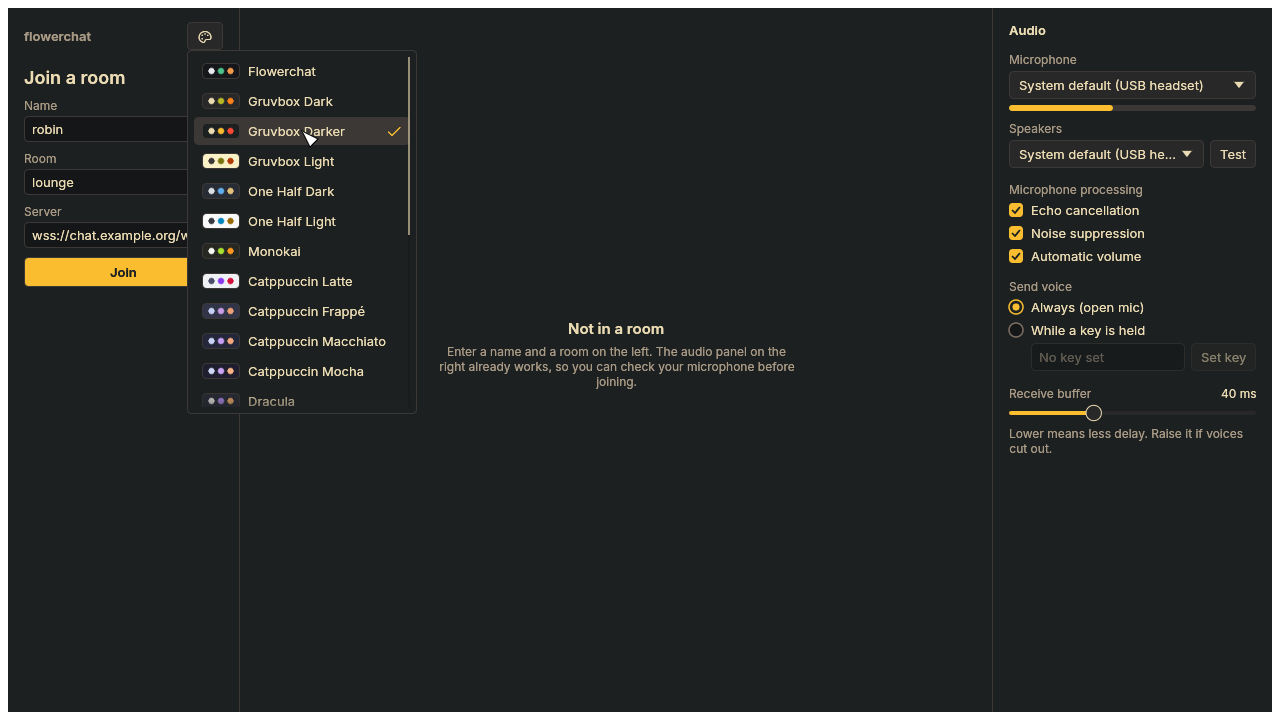 flowerchat
Join a room
Name
robin
Room
lounge
Server
wss://chat.example.org/w
Join
Flowerchat
Gruvbox Dark
Gruvbox Darker
Gruvbox Light
One Half Dark
One Half Light
Monokai
Catppuccin Latte
Catppuccin Frappé
Catppuccin Macchiato
Catppuccin Mocha
Dracula
Not in a room
Enter a name and a room on the left. The audio panel on the
right already works, so you can check your microphone before
joining.
Audio
Microphone
System default (USB headset)
Speakers
System default (USB he...
Test
Microphone processing
Echo cancellation
Noise suppression
Automatic volume
Send voice
Always (open mic)
While a key is held
No key set
Set key
Receive buffer
40 ms
Lower means less delay. Raise it if voices
cut out.